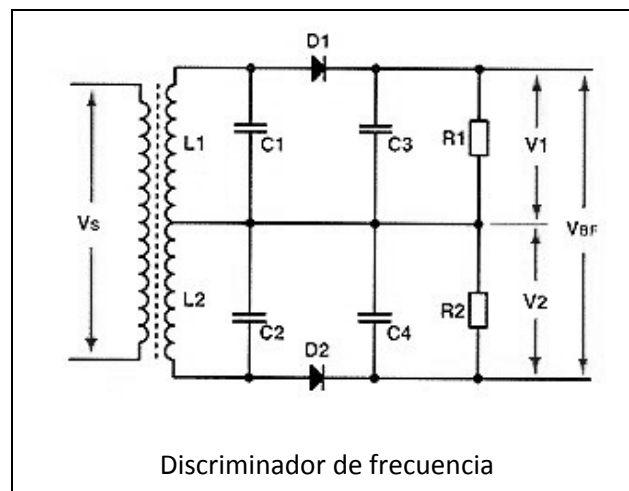 D1
L1
C1
C3
R1
V1
Vs
VBF
L2
C2
C4
R2
V2
D2
Discriminador de frecuencia